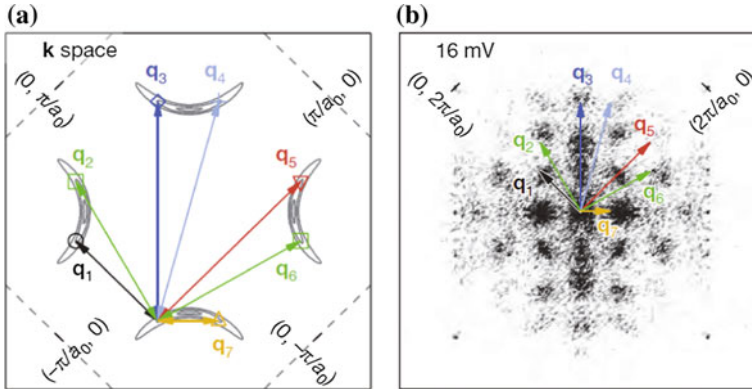 (a)
k space
q3
q4
(0, π/a0)
(π/a0, 0)
q2
q5
q1
q6
q7
(−π/a0, 0)
(0, −π/a0)
(b)
16 mV
q3
q4
(0, 2π/a0)
(2π/a0, 0)
q2
q5
q1
q6
q7